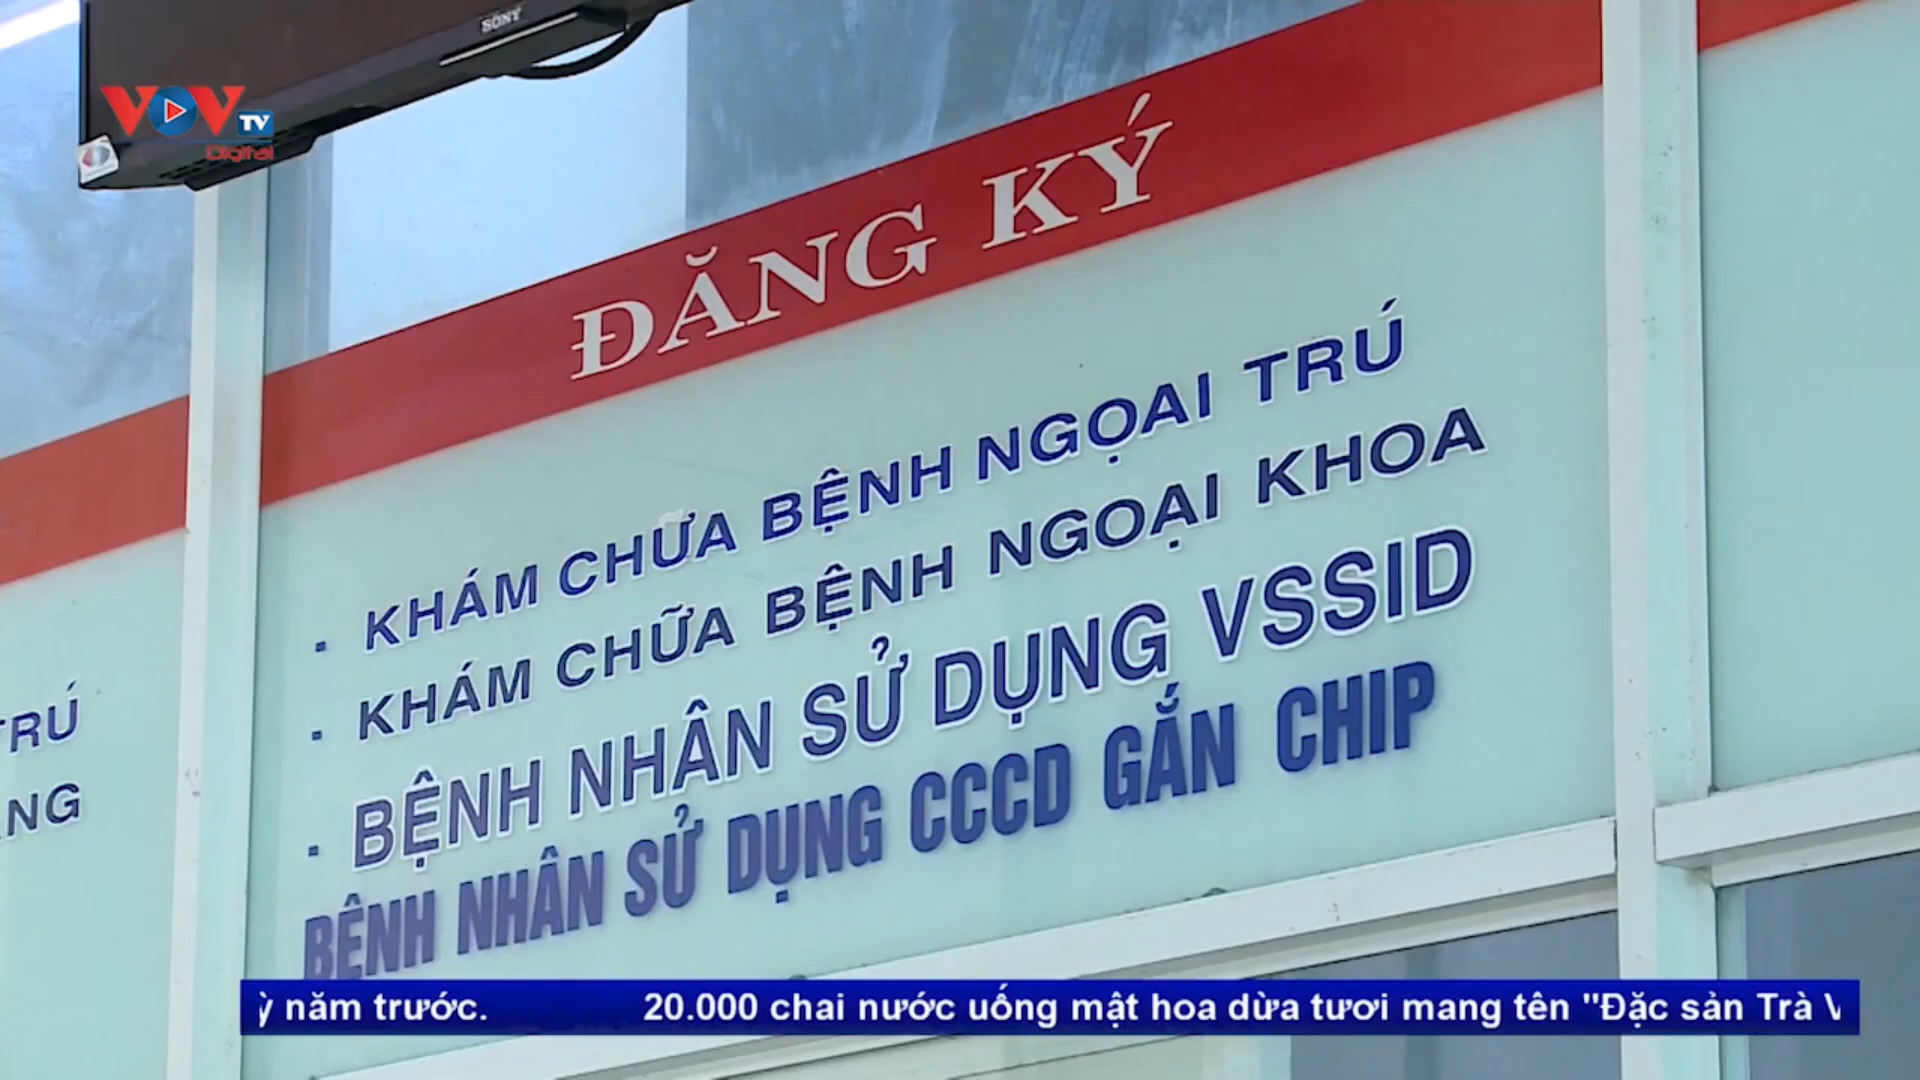 SONY
VOV TV
Digital
ĐĂNG KÝ
- KHÁM CHỮA BỆNH NGOẠI TRÚ
- KHÁM CHỮA BỆNH NGOẠI KHOA
- BỆNH NHÂN SỬ DỤNG VSSID
BỆNH NHÂN SỬ DỤNG CCCD GẮN CHIP
TRÚ
ANG
ỳ năm trước. 20.000 chai nước uống mật hoa dừa tươi mang tên "Đặc sản Trà V